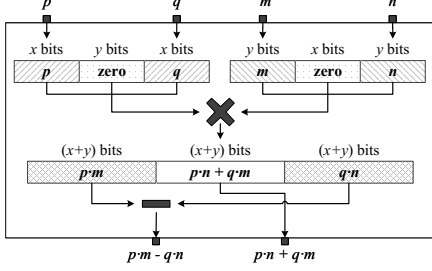 p q m n
x bits y bits x bits y bits x bits y bits
p zero q m zero n
(x+y) bits (x+y) bits (x+y) bits
p·m p·n + q·m q·n
p·m - q·n p·n + q·m